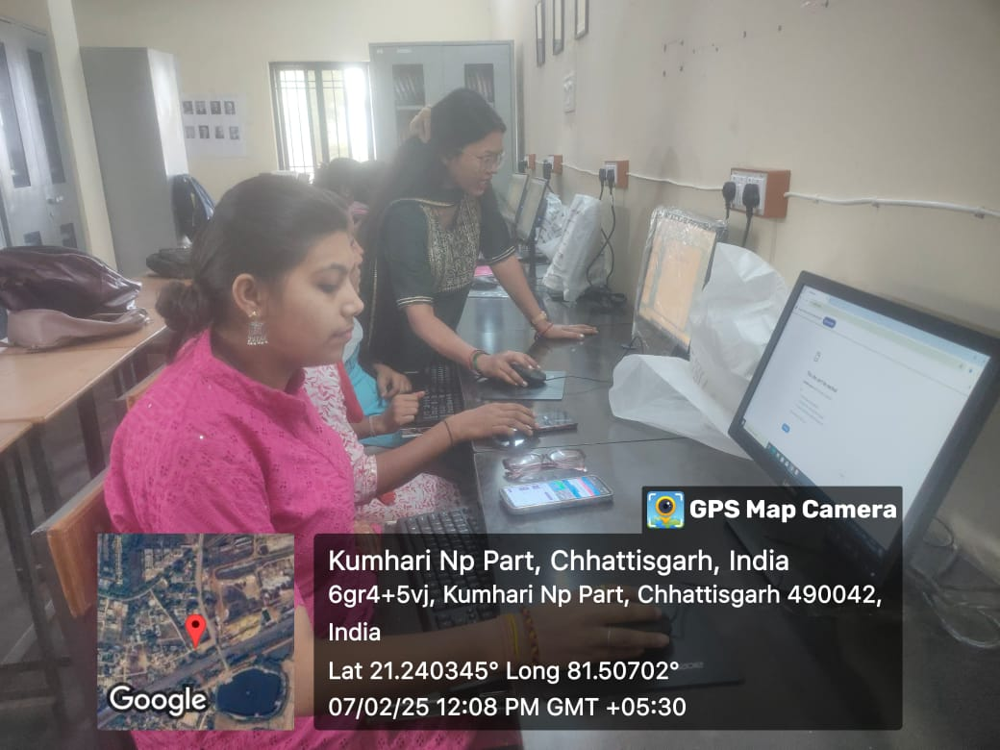 GPS Map Camera
Kumhari Np Part, Chhattisgarh, India
6gr4+5vj, Kumhari Np Part, Chhattisgarh 490042,
India
Lat 21.240345° Long 81.50702°
07/02/25 12:08 PM GMT +05:30
Google